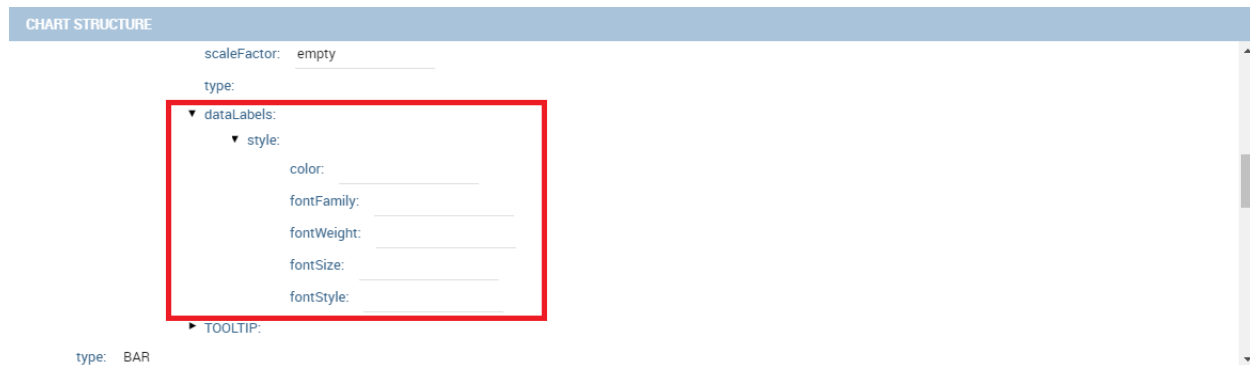 CHART STRUCTURE
scaleFactor: empty
type:
dataLabels:
style:
color:
fontFamily:
fontWeight:
fontSize:
fontStyle:
TOOLTIP:
type: BAR